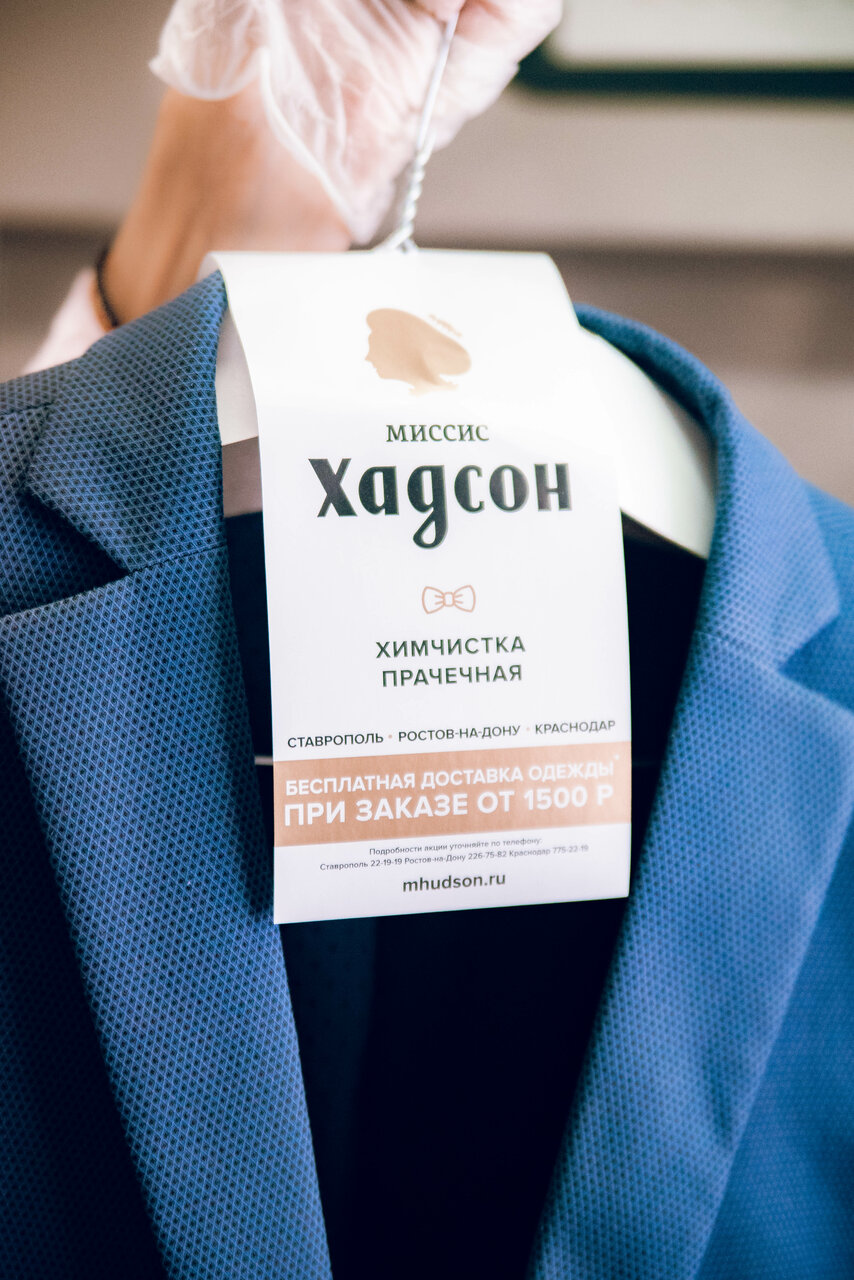 МИССИС
Хадсон
ХИМЧИСТКА
ПРАЧЕЧНАЯ
СТАВРОПОЛЬ • РОСТОВ-НА-ДОНУ • КРАСНОДАР
БЕСПЛАТНАЯ ДОСТАВКА ОДЕЖДЫ*
ПРИ ЗАКАЗЕ ОТ 1500 Р
Подробности акции уточняйте по телефону:
Ставрополь 22-19-19 Ростов-на-Дону 226-75-82 Краснодар 775-22-19
mhudson.ru